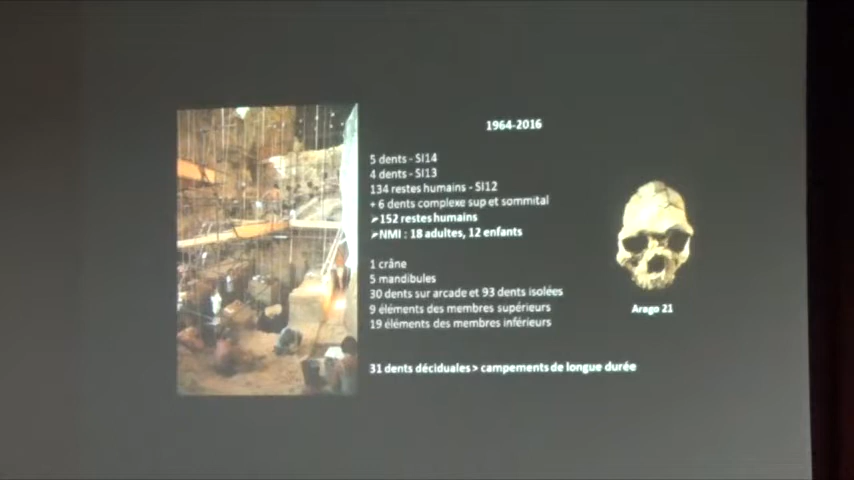 1964-2016
5 dents - SI14
4 dents - SI13
134 restes humains - SI12
+ 6 dents complexe sup et sommital
➢152 restes humains
➢NMI : 18 adultes, 12 enfants
1 crâne
5 mandibules
30 dents sur arcade et 93 dents isolées
9 éléments des membres supérieurs
19 éléments des membres inférieurs
Arago 21
31 dents déciduales > campements de longue durée